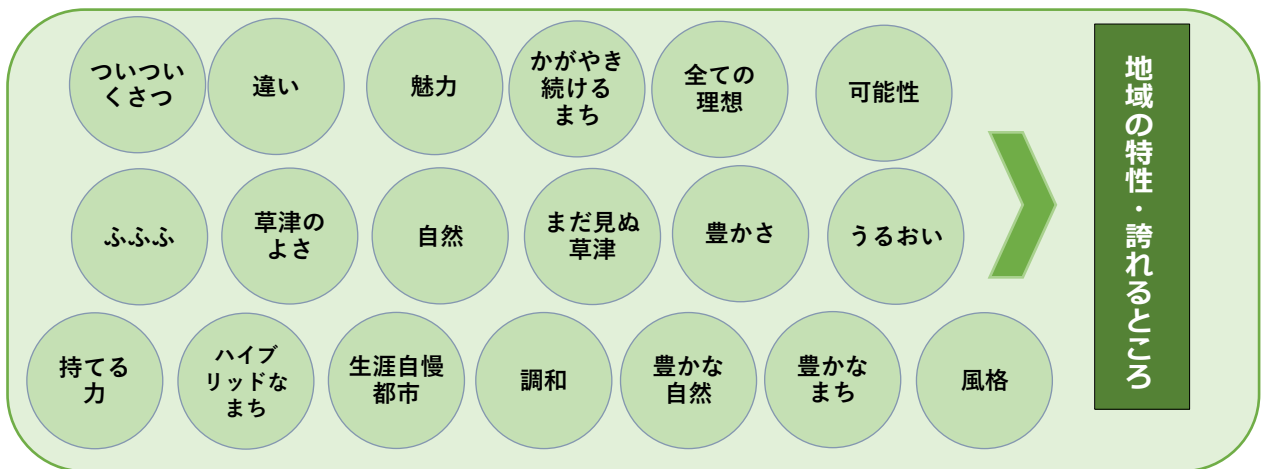 ついつい
くさつ
違い
魅力
かがやき
続ける
まち
全ての
理想
可能性
ふふふ
草津の
よさ
自然
まだ見ぬ
草津
豊かさ
うるおい
持てる
力
ハイブ
リッドな
まち
生涯自慢
都市
調和
豊かな
自然
豊かな
まち
風格
地域の特性・誇れるところ